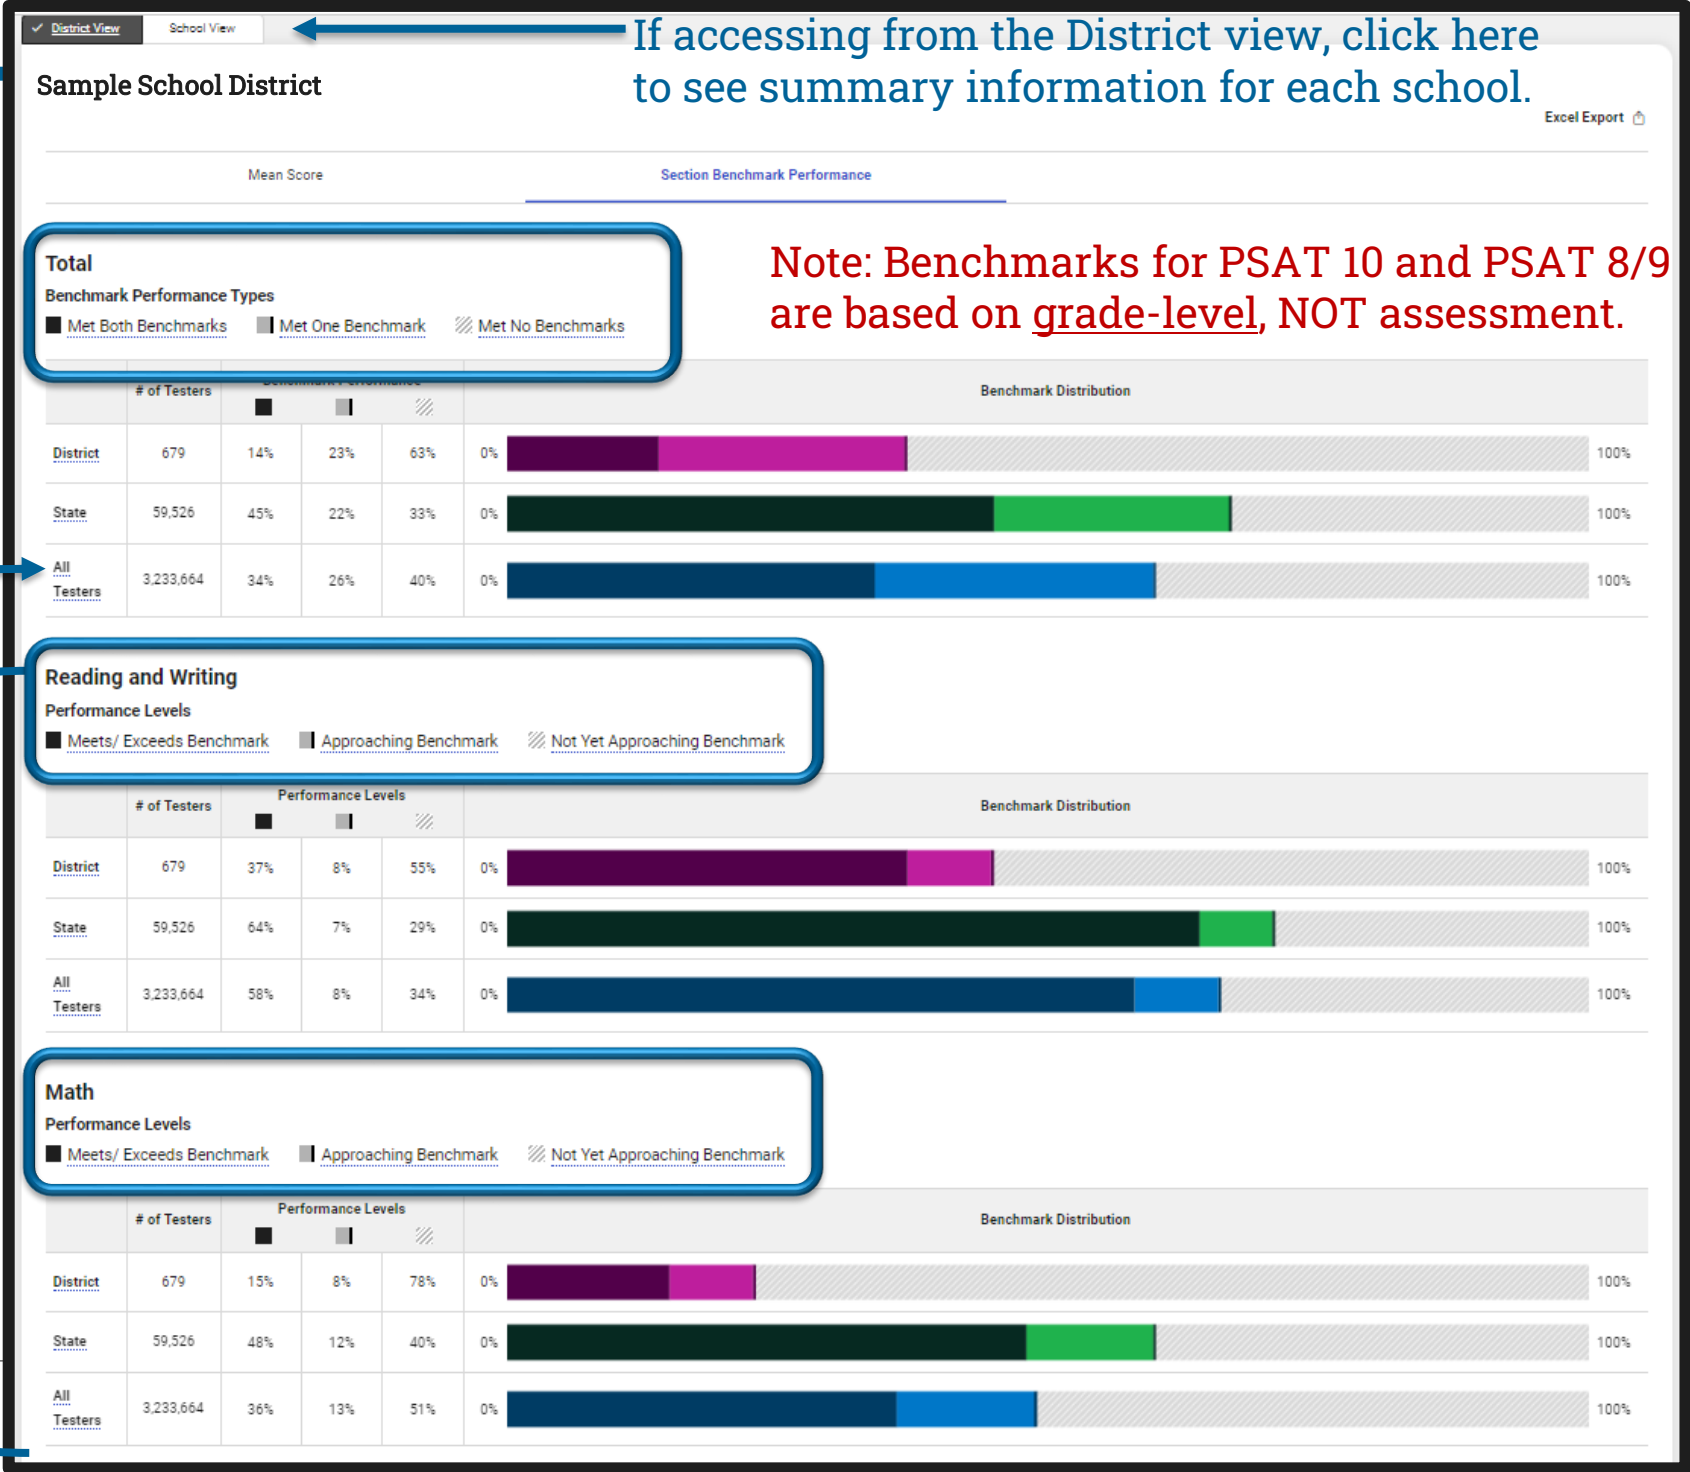 District View School View
If accessing from the District view, click here
to see summary information for each school.
Sample School District
Excel Export
Mean Score Section Benchmark Performance
Total
Benchmark Performance Types
Met Both Benchmarks Met One Benchmark Met No Benchmarks
Note: Benchmarks for PSAT 10 and PSAT 8/9
are based on grade-level, NOT assessment.
# of Testers Benchmark Performance Benchmark Distribution
District 679 14% 23% 63% 0% 100%
State 59,526 45% 22% 33% 0% 100%
All
Testers 3,233,664 34% 26% 40% 0% 100%
Reading and Writing
Performance Levels
Meets/ Exceeds Benchmark Approaching Benchmark Not Yet Approaching Benchmark
# of Testers Performance Levels Benchmark Distribution
District 679 37% 8% 55% 0% 100%
State 59,526 64% 7% 29% 0% 100%
All
Testers 3,233,664 58% 8% 34% 0% 100%
Math
Performance Levels
Meets/ Exceeds Benchmark Approaching Benchmark Not Yet Approaching Benchmark
# of Testers Performance Levels Benchmark Distribution
District 679 15% 8% 78% 0% 100%
State 59,526 48% 12% 40% 0% 100%
All
Testers 3,233,664 36% 13% 51% 0% 100%